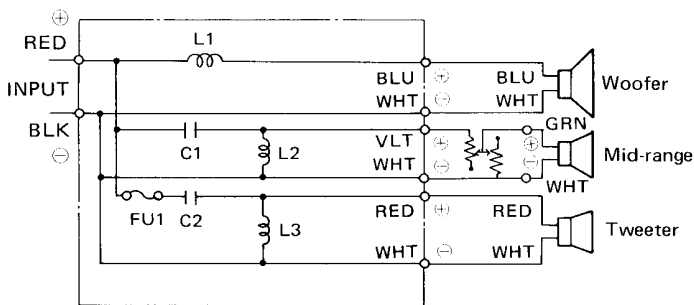 ⊕
RED
INPUT
BLK
⊖
L1
C1
L2
FU1
C2
L3
BLU ⊕ BLU
WHT ⊖ WHT
Woofer
VLT ⊕ GRN ⊕
WHT ⊖ WHT ⊖
Mid-range
RED ⊕ RED
WHT ⊖ WHT
Tweeter